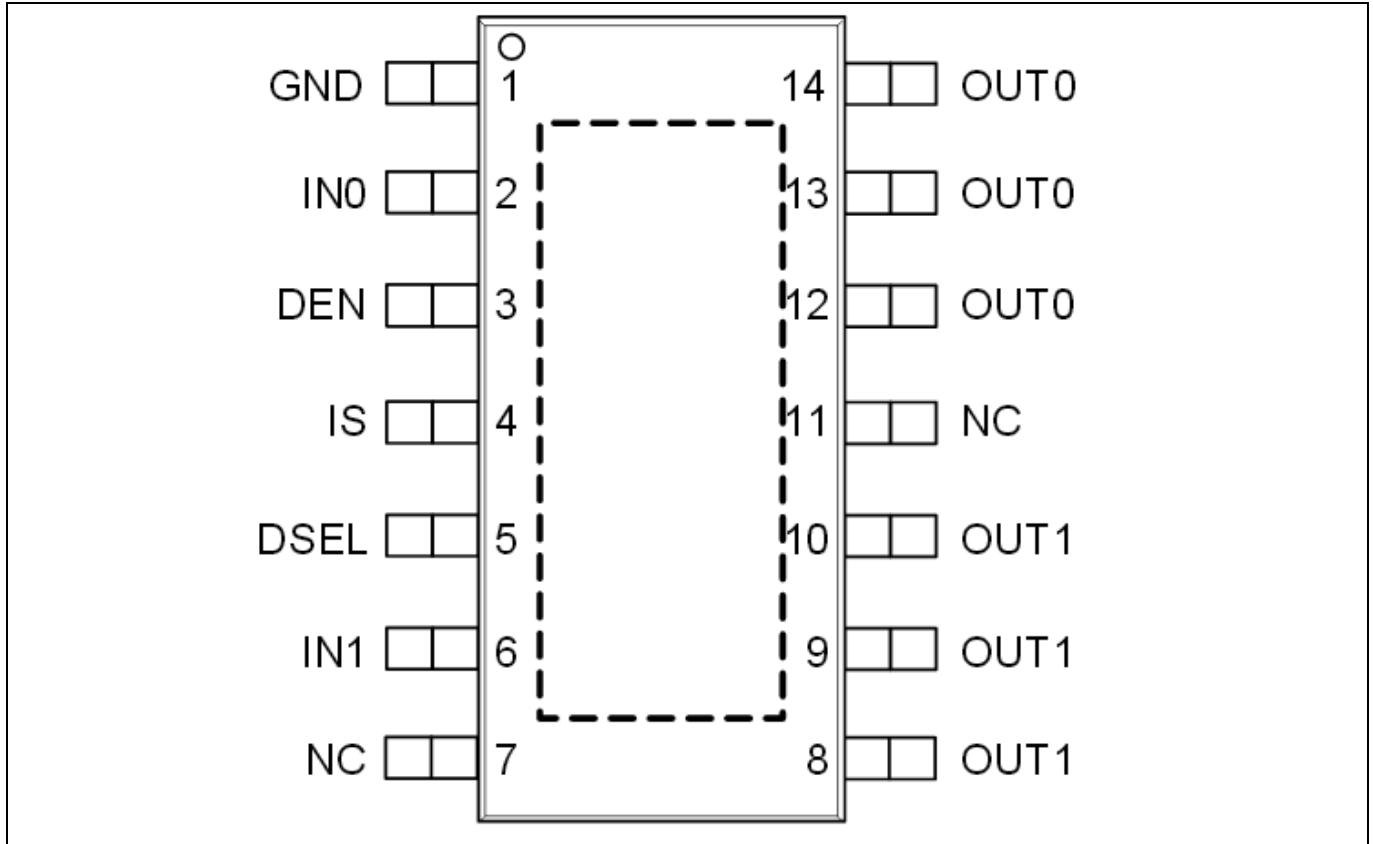 GND 1 14 OUT0
IN0 2 13 OUT0
DEN 3 12 OUT0
IS 4 11 NC
DSEL 5 10 OUT1
IN1 6 9 OUT1
NC 7 8 OUT1